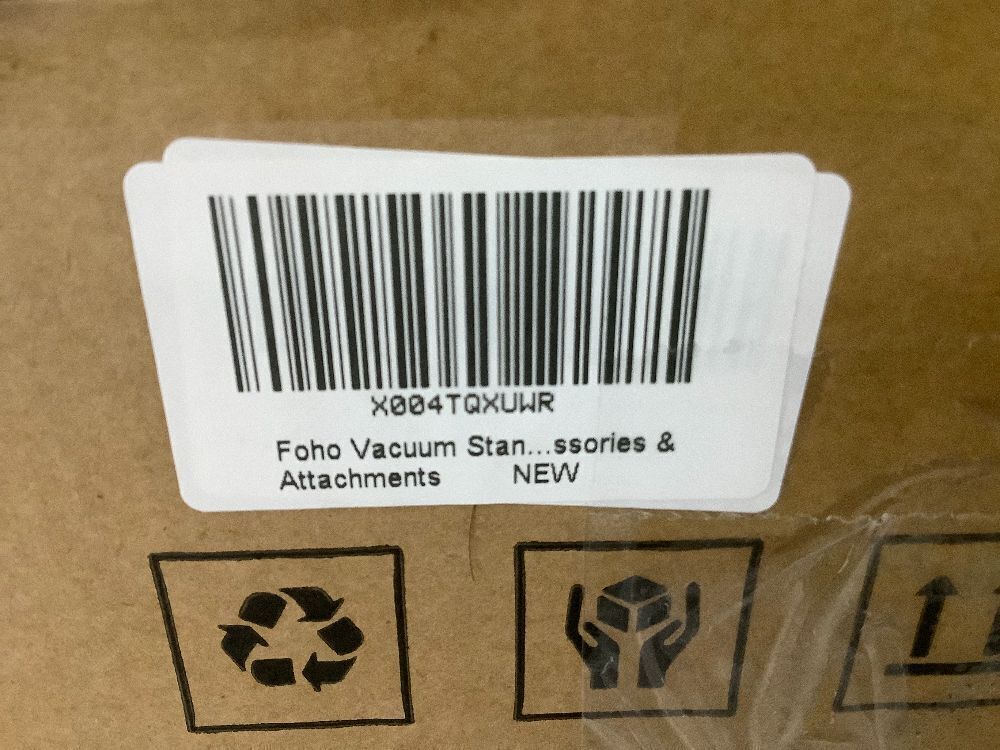 X004TQXUWR
Foho Vacuum Stan...ssories &
Attachments NEW